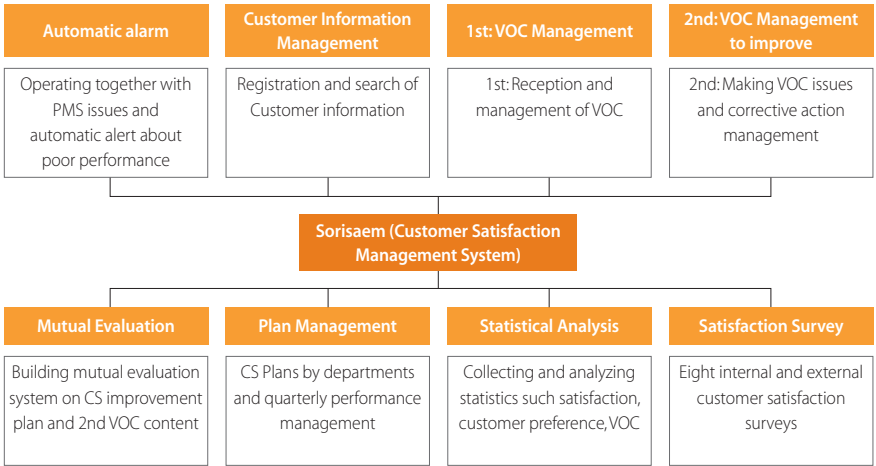 Automatic alarm
Operating together with
PMS issues and
automatic alert about
poor performance
Customer Information
Management
Registration and search of
Customer information
1st: VOC Management
1st: Reception and
management of VOC
2nd: VOC Management
to improve
2nd: Making VOC issues
and corrective action
management
Sorisaem (Customer Satisfaction
Management System)
Mutual Evaluation
Building mutual evaluation
system on CS improvement
plan and 2nd VOC content
Plan Management
CS Plans by departments
and quarterly performance
management
Statistical Analysis
Collecting and analyzing
statistics such satisfaction,
customer preference, VOC
Satisfaction Survey
Eight internal and external
customer satisfaction
surveys